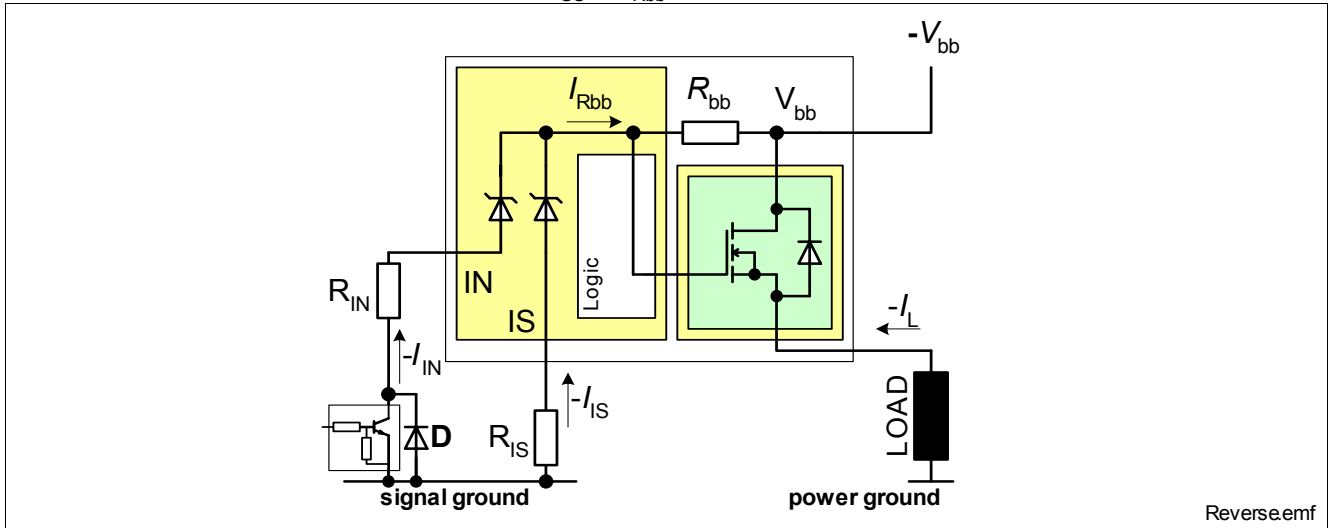 -Vbb
IRbb
Rbb
Vbb
Logic
IN
RIN
IS
-IL
-IIN
-IIS
LOAD
D
RIS
signal ground
power ground
Reverse.emf